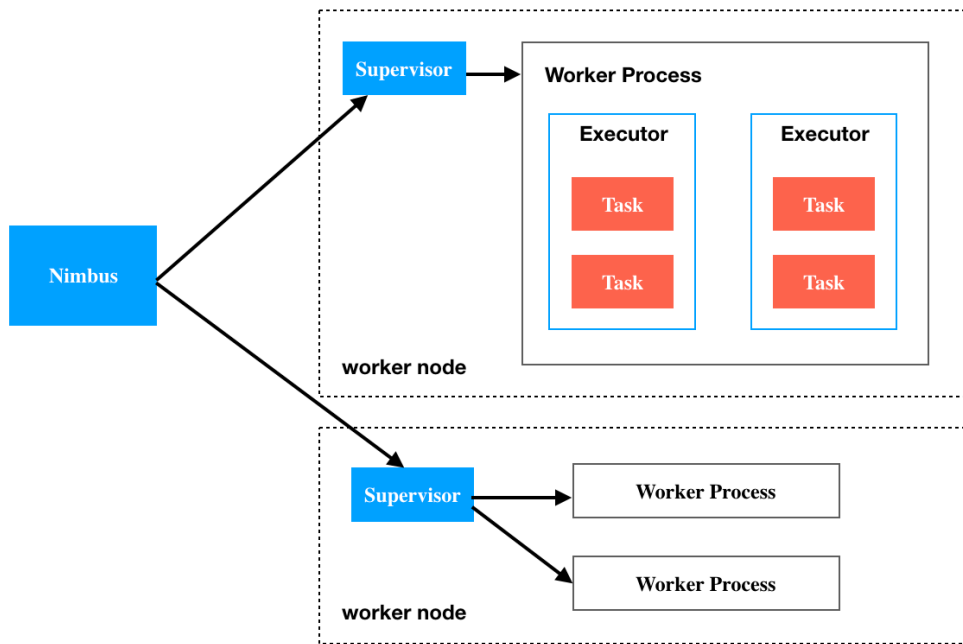 Supervisor
Worker Process
Executor
Executor
Task
Task
Task
Task
Nimbus
worker node
Supervisor
Worker Process
Worker Process
worker node